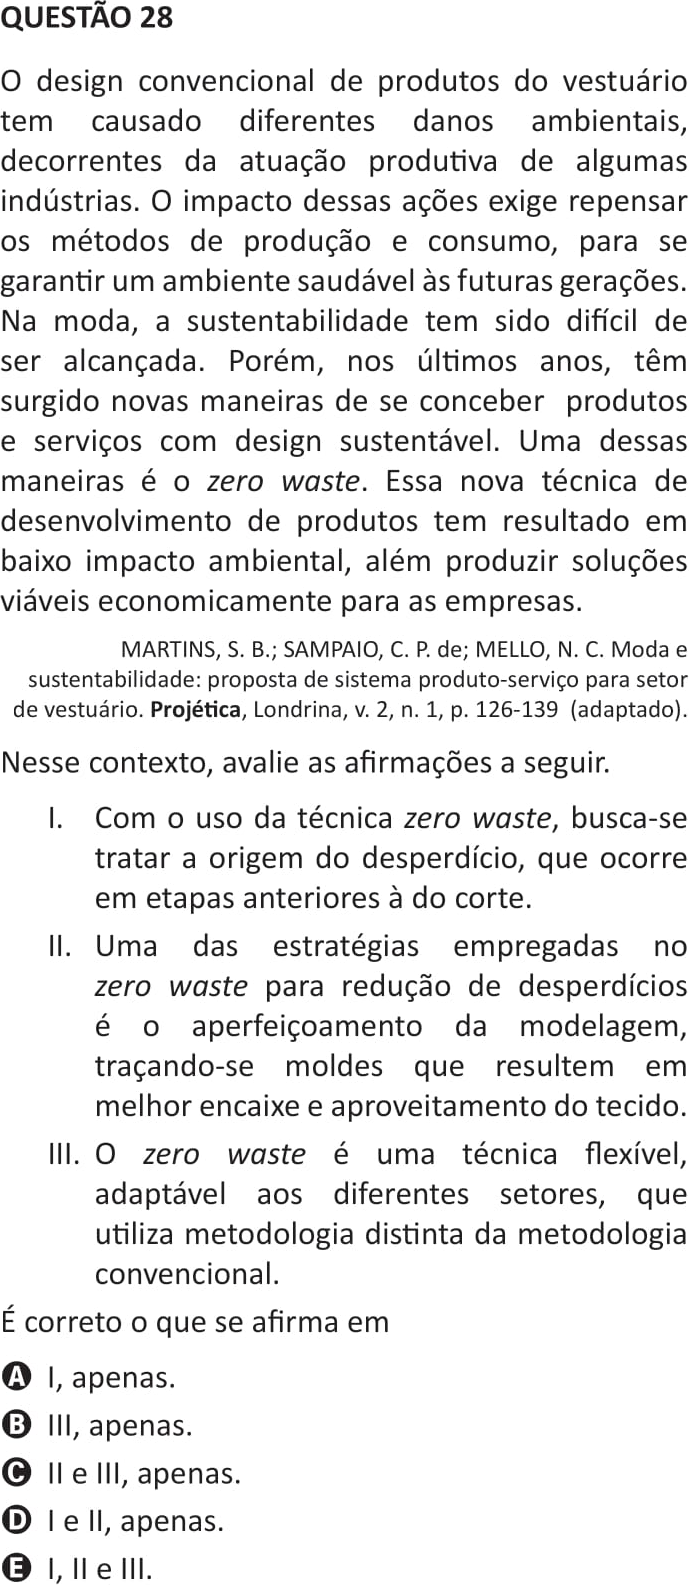 QUESTÃO 28
O design convencional de produtos do vestuário
tem causado diferentes danos ambientais,
decorrentes da atuação produtiva de algumas
indústrias. O impacto dessas ações exige repensar
os métodos de produção e consumo, para se
garantir um ambiente saudável às futuras gerações.
Na moda, a sustentabilidade tem sido difícil de
ser alcançada. Porém, nos últimos anos, têm
surgido novas maneiras de se conceber produtos
e serviços com design sustentável. Uma dessas
maneiras é o zero waste. Essa nova técnica de
desenvolvimento de produtos tem resultado em
baixo impacto ambiental, além produzir soluções
viáveis economicamente para as empresas.
MARTINS, S. B.; SAMPAIO, C. P. de; MELLO, N. C. Moda e
sustentabilidade: proposta de sistema produto-serviço para setor
de vestuário. Projética, Londrina, v. 2, n. 1, p. 126-139 (adaptado).
Nesse contexto, avalie as afirmações a seguir.
I. Com o uso da técnica zero waste, busca-se
tratar a origem do desperdício, que ocorre
em etapas anteriores à do corte.
II. Uma das estratégias empregadas no
zero waste para redução de desperdícios
é o aperfeiçoamento da modelagem,
traçando-se moldes que resultem em
melhor encaixe e aproveitamento do tecido.
III. O zero waste é uma técnica flexível,
adaptável aos diferentes setores, que
utiliza metodologia distinta da metodologia
convencional.
É correto o que se afirma em
A I, apenas.
B III, apenas.
C II e III, apenas.
D I e II, apenas.
E I, II e III.